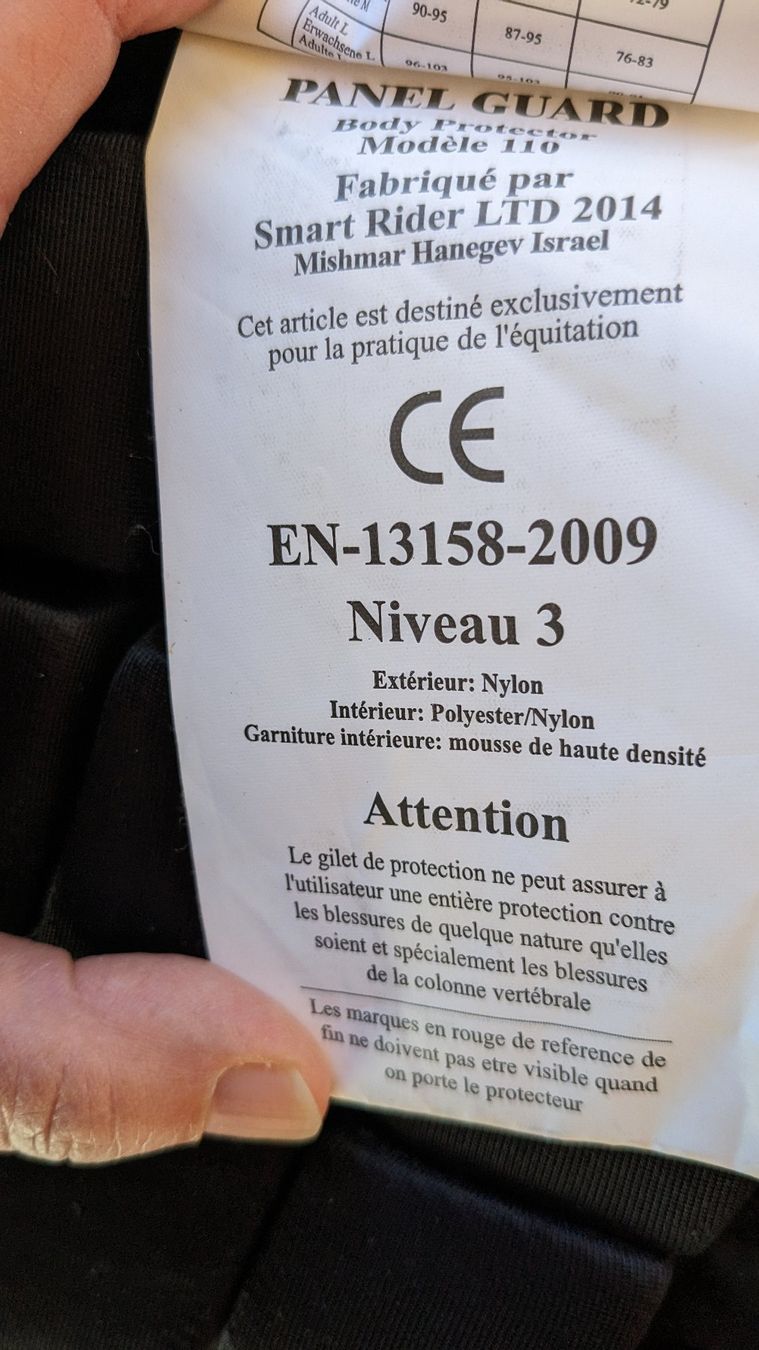 90-95
87-95
76-83
Adult L
Erwachsene L
Adulte
96-103
PANEL GUARD
Body Protector
Modèle 110
Fabriqué par
Smart Rider LTD 2014
Mishmar Hanegev Israel
Cet article est destiné exclusivement
pour la pratique de l'équitation
CE
EN-13158-2009
Niveau 3
Extérieur: Nylon
Intérieur: Polyester/Nylon
Garniture intérieure: mousse de haute densité
Attention
Le gilet de protection ne peut assurer à
l'utilisateur une entière protection contre
les blessures de quelque nature qu'elles
soient et spécialement les blessures
de la colonne vertébrale
Les marques en rouge de reference de
fin ne doivent pas etre visible quand
on porte le protecteur